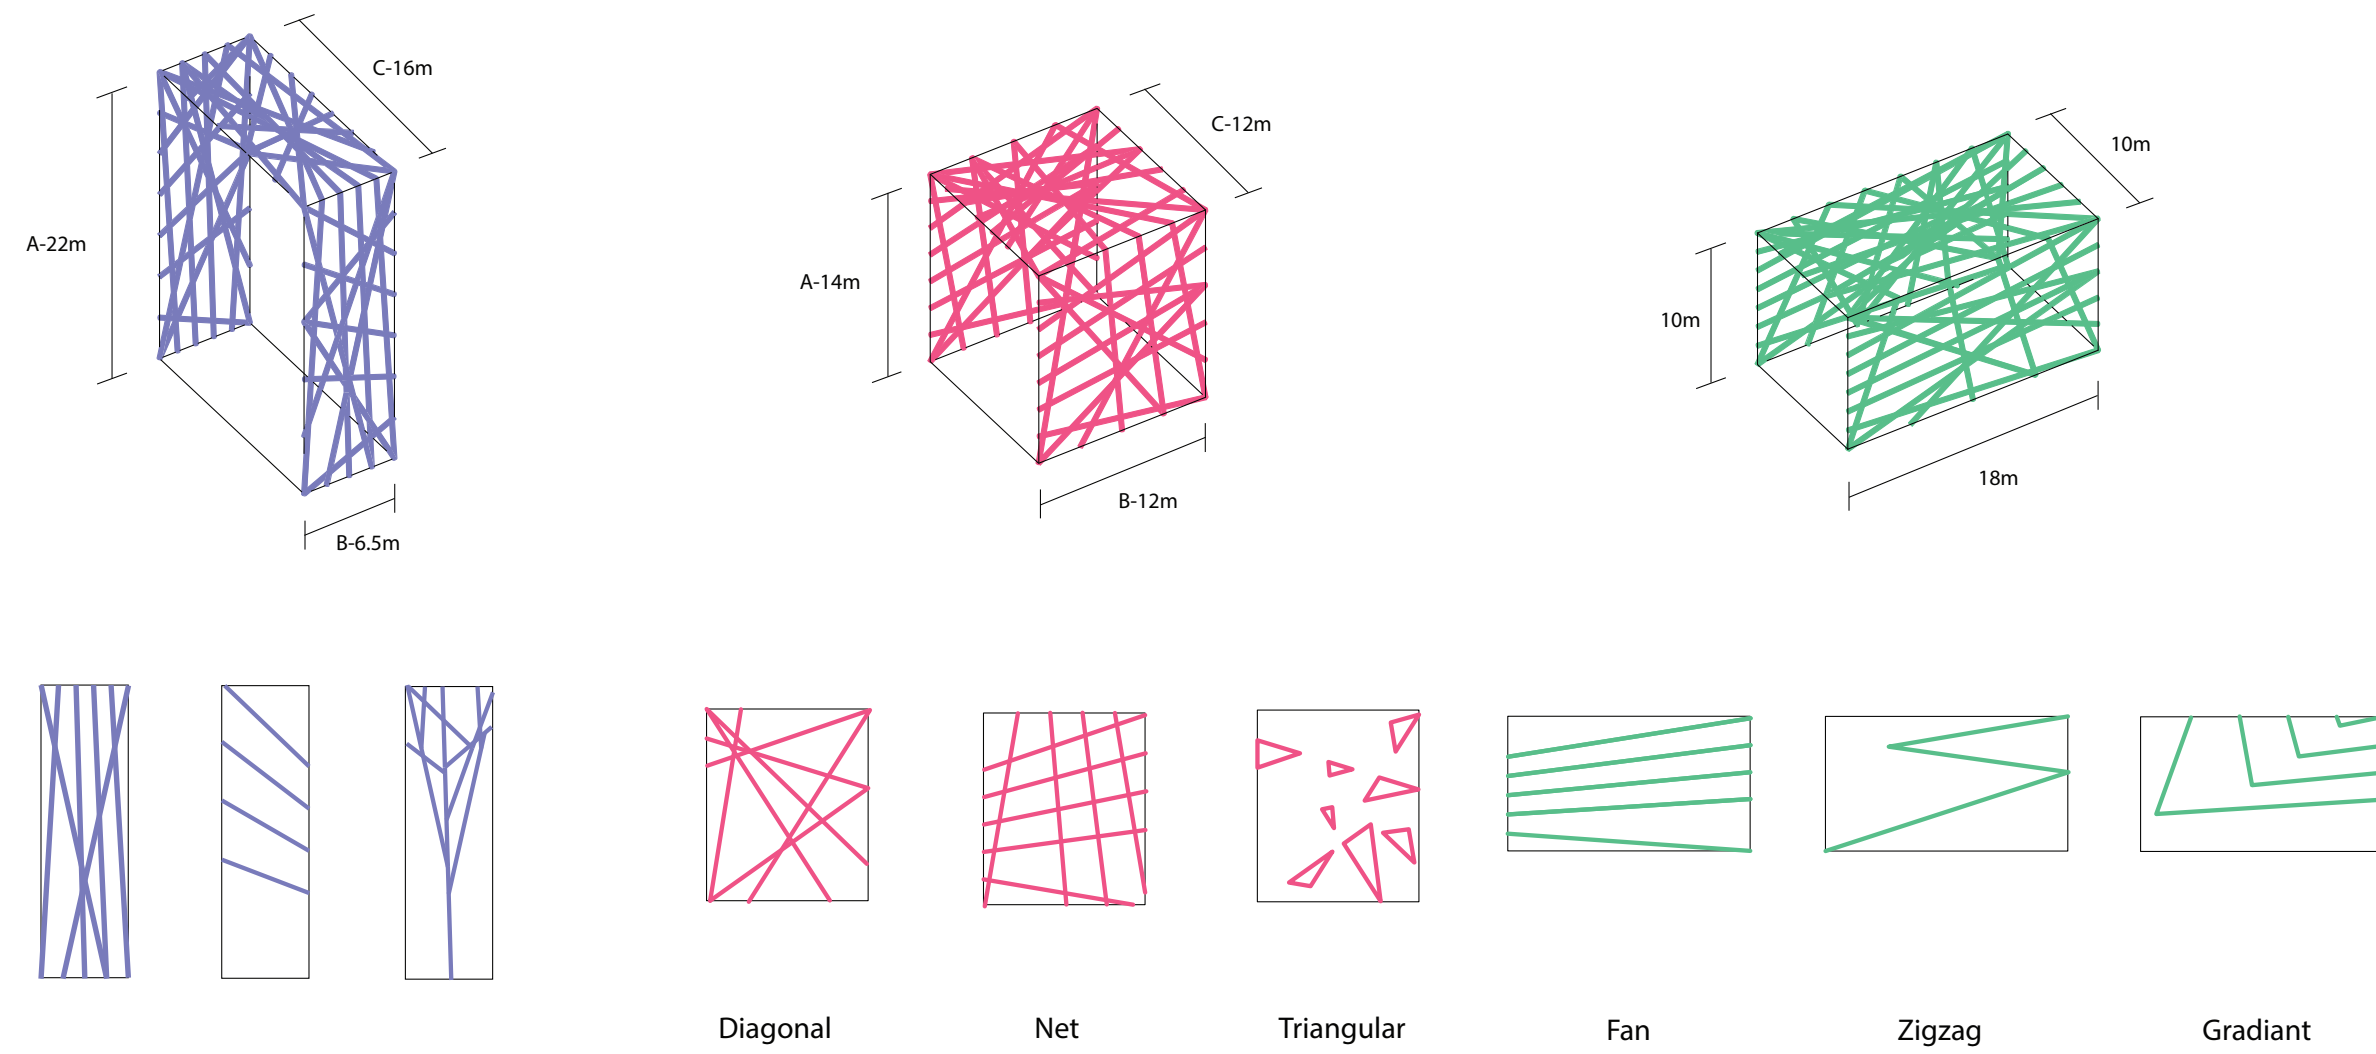 C-16m
A-22m
B-6.5m
C-12m
A-14m
B-12m
10m
10m
18m
Diagonal
Net
Triangular
Fan
Zigzag
Gradiant